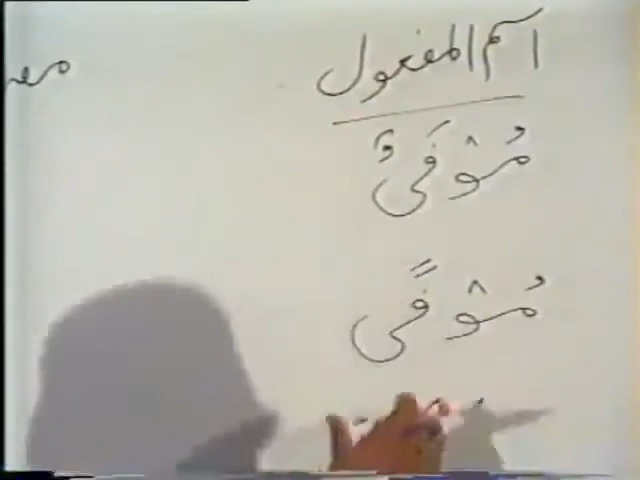 اسم المفعول
مُوْفَىٌ
مُوْفًى